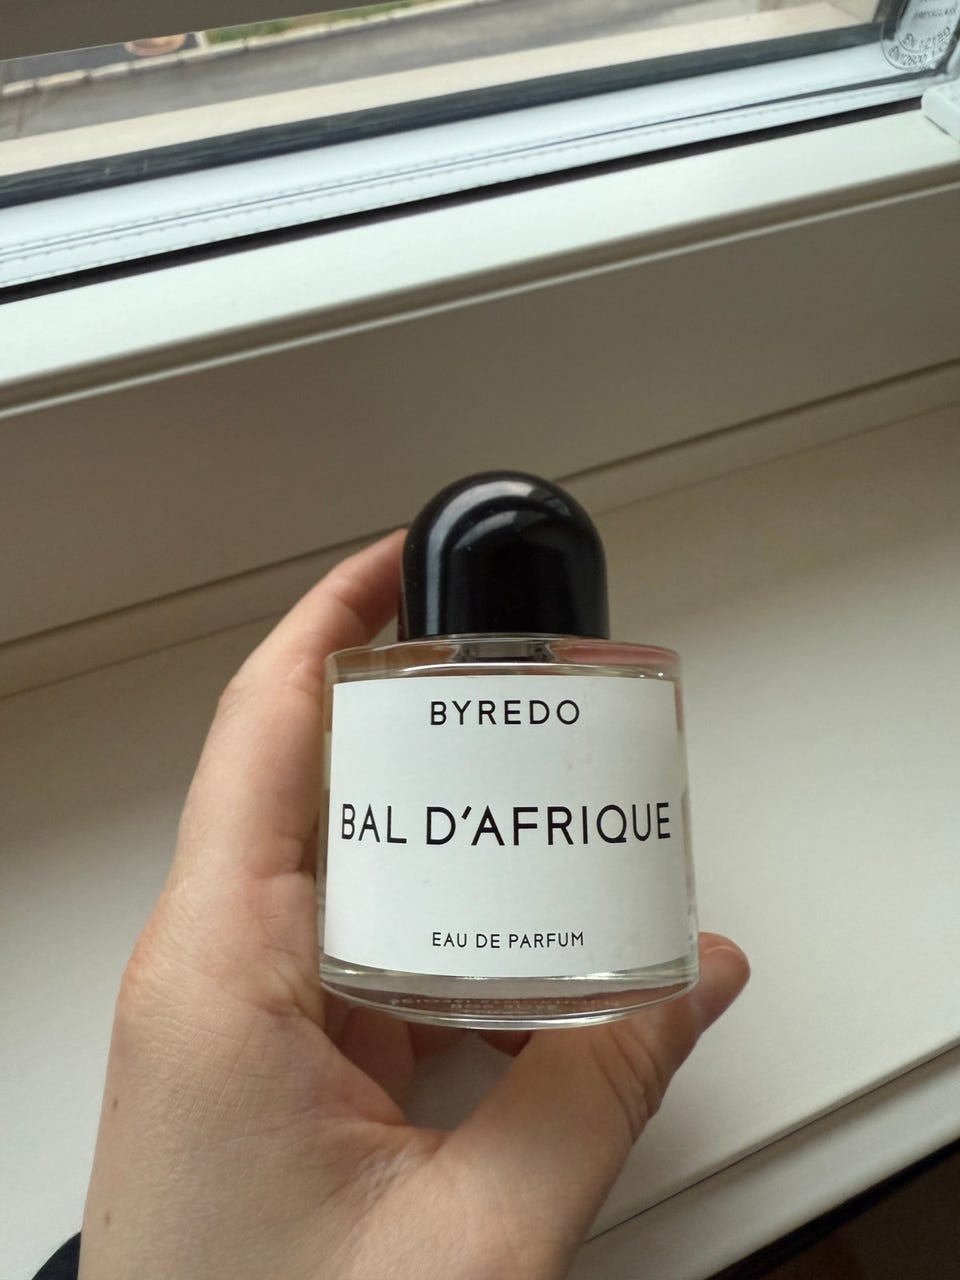 BYREDO
BAL D'AFRIQUE
EAU DE PARFUM